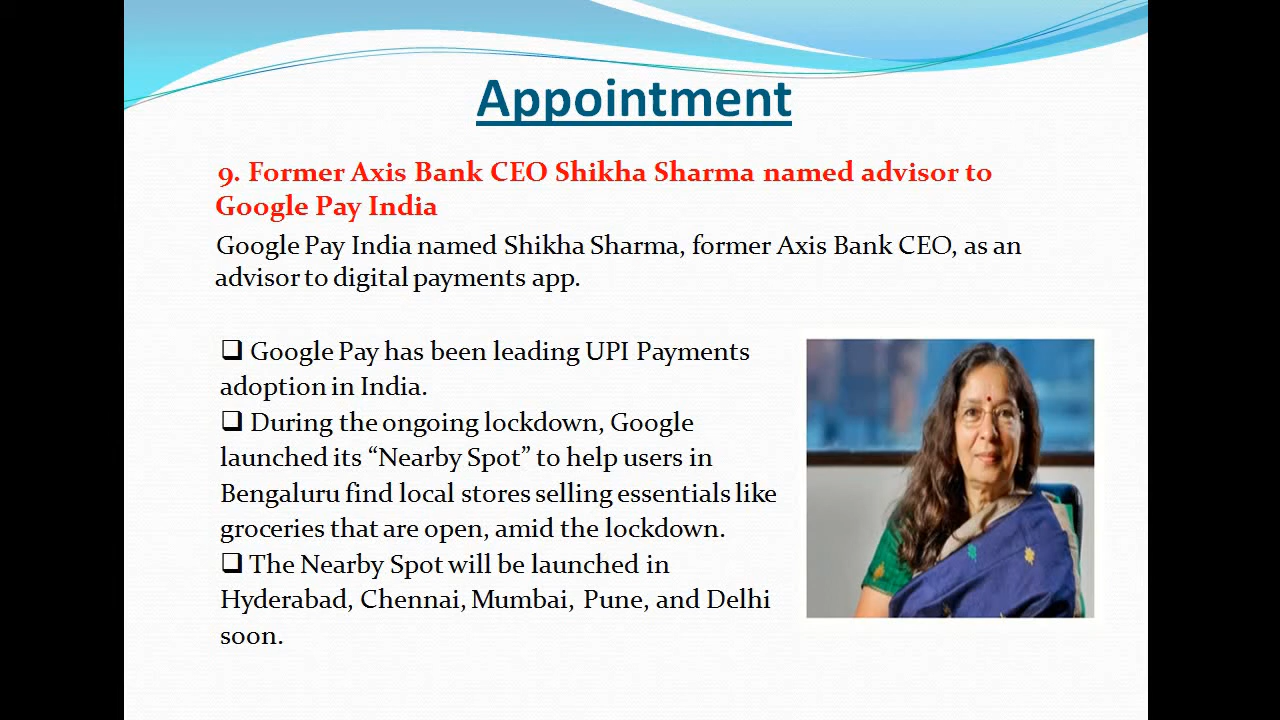 Appointment
9. Former Axis Bank CEO Shikha Sharma named advisor to
Google Pay India
Google Pay India named Shikha Sharma, former Axis Bank CEO, as an
advisor to digital payments app.
❑ Google Pay has been leading UPI Payments
adoption in India.
❑ During the ongoing lockdown, Google
launched its “Nearby Spot” to help users in
Bengaluru find local stores selling essentials like
groceries that are open, amid the lockdown.
❑ The Nearby Spot will be launched in
Hyderabad, Chennai, Mumbai, Pune, and Delhi
soon.